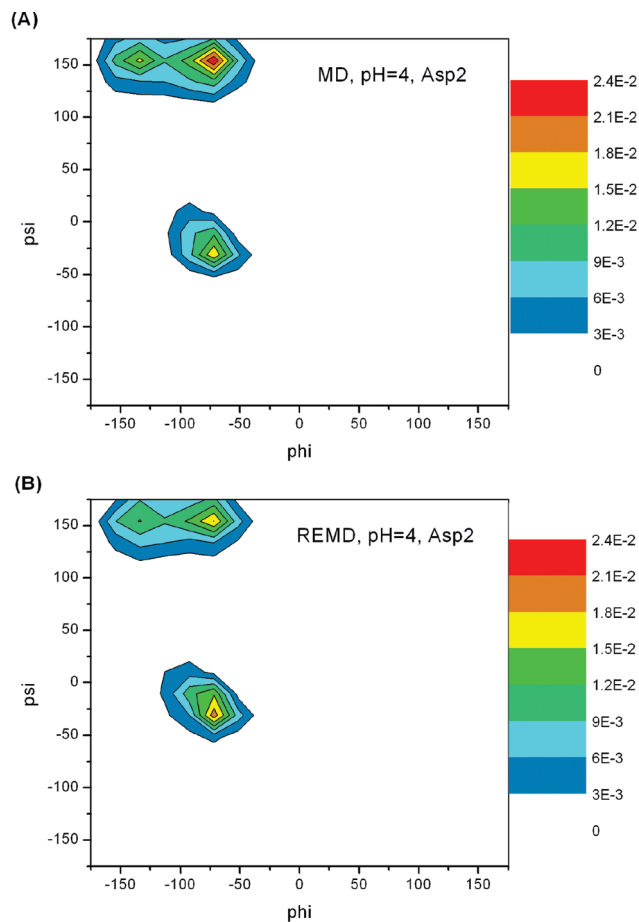 (A)
MD, pH=4, Asp2
150
100
50
0
-50
-100
-150
psi
-150 -100 -50 0 50 100 150
phi
2.4E-2
2.1E-2
1.8E-2
1.5E-2
1.2E-2
9E-3
6E-3
3E-3
0
(B)
REMD, pH=4, Asp2
150
100
50
0
-50
-100
-150
psi
-150 -100 -50 0 50 100 150
phi
2.4E-2
2.1E-2
1.8E-2
1.5E-2
1.2E-2
9E-3
6E-3
3E-3
0